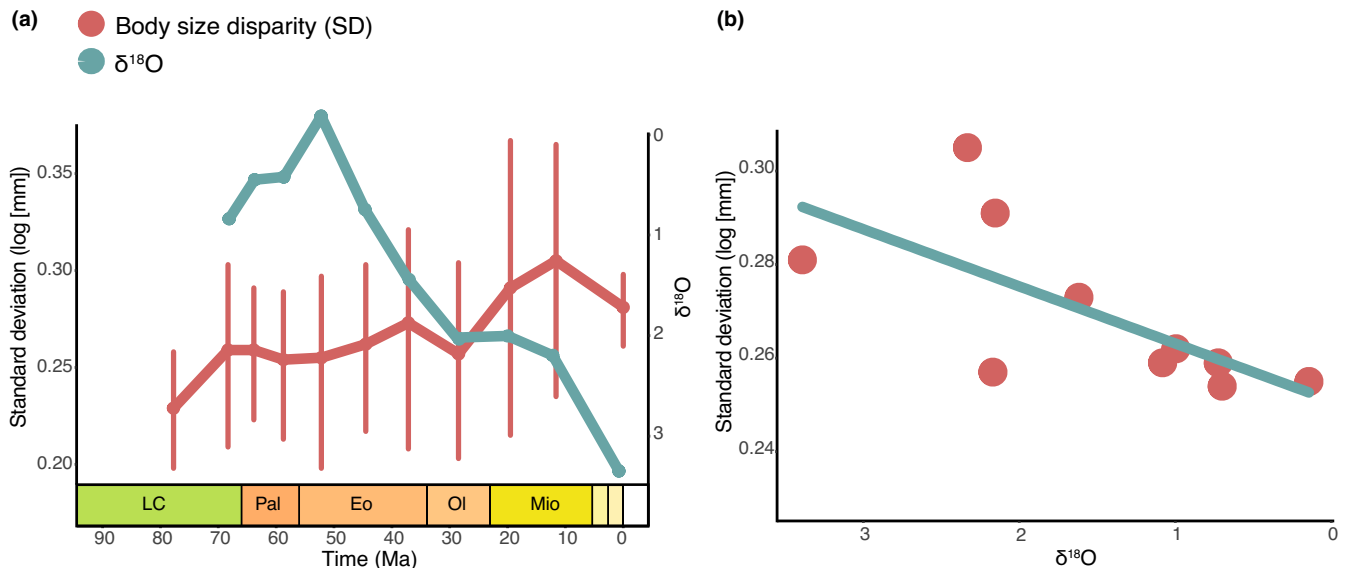 (a)
Body size disparity (SD)
δ¹⁸O
Standard deviation (log [mm])
0.35
0.30
0.25
0.20
0
1
2
3
δ¹⁸O
LC Pal Eo Ol Mio
90 80 70 60 50 40 30 20 10 0
Time (Ma)
(b)
Standard deviation (log [mm])
0.30
0.28
0.26
0.24
3 2 1 0
δ¹⁸O